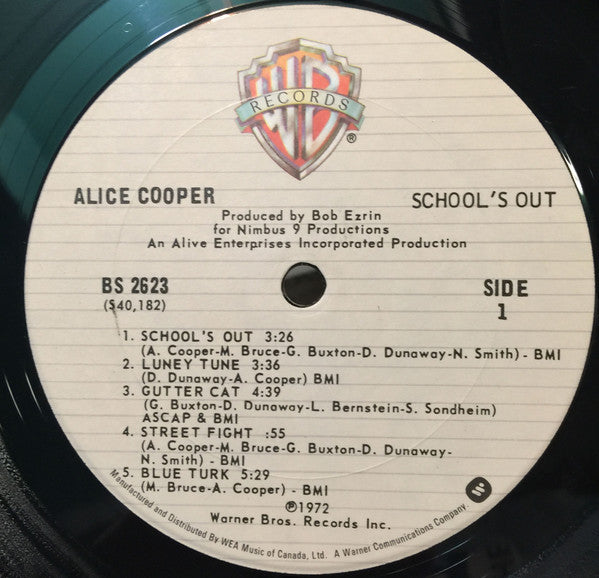 WB
RECORDS
®
ALICE COOPER
SCHOOL'S OUT
Produced by Bob Ezrin
for Nimbus 9 Productions
An Alive Enterprises Incorporated Production
BS 2623
(S40,182)
SIDE
1
1. SCHOOL'S OUT 3:26
(A. Cooper-M. Bruce-G. Buxton-D. Dunaway-N. Smith) - BMI
2. LUNEY TUNE 3:36
(D. Dunaway-A. Cooper) BMI
3. GUTTER CAT 4:39
(G. Buxton-D. Dunaway-L. Bernstein-S. Sondheim)
ASCAP & BMI
4. STREET FIGHT :55
(A. Cooper-M. Bruce-G. Buxton-D. Dunaway-
N. Smith) - BMI
5. BLUE TURK 5:29
(M. Bruce-A. Cooper) - BMI
℗1972
Warner Bros. Records Inc.
Manufactured and Distributed By WEA Music of Canada, Ltd. A Warner Communications Company